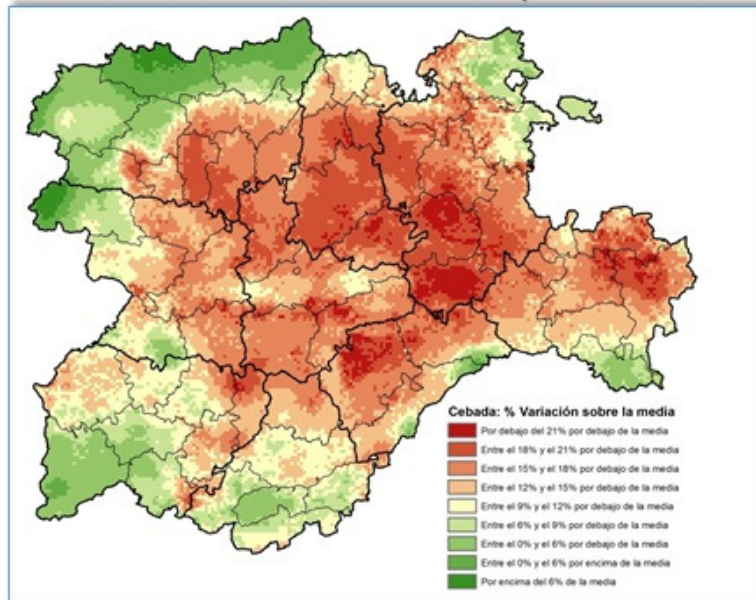 Cebada: % Variación sobre la media
Por debajo del 21% por debajo de la media
Entre el 18% y el 21% por debajo de la media
Entre el 15% y el 18% por debajo de la media
Entre el 12% y el 15% por debajo de la media
Entre el 9% y el 12% por debajo de la media
Entre el 6% y el 9% por debajo de la media
Entre el 0% y el 6% por debajo de la media
Entre el 0% y el 6% por encima de la media
Por encima del 6% de la media